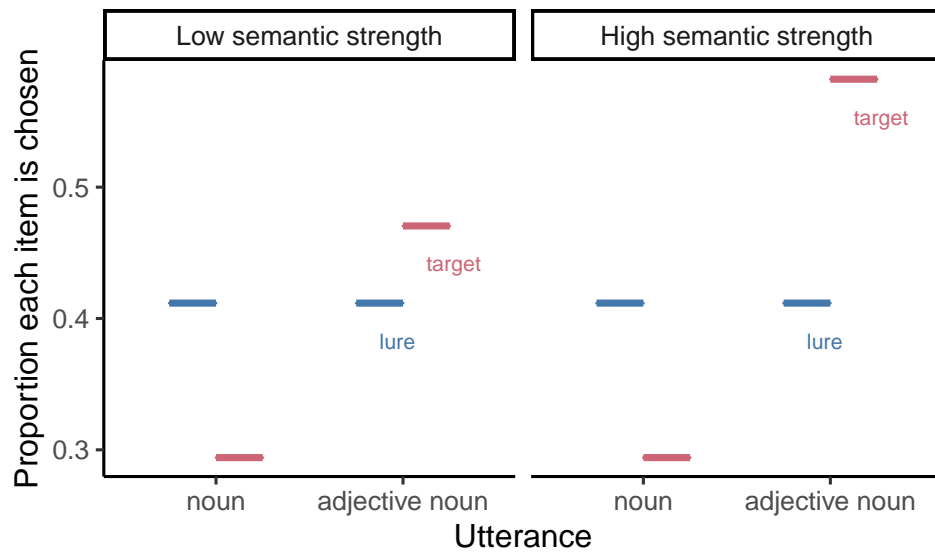 Low semantic strength
High semantic strength
Proportion each item is chosen
0.5
0.4
0.3
target
lure
target
lure
noun
adjective noun
noun
adjective noun
Utterance